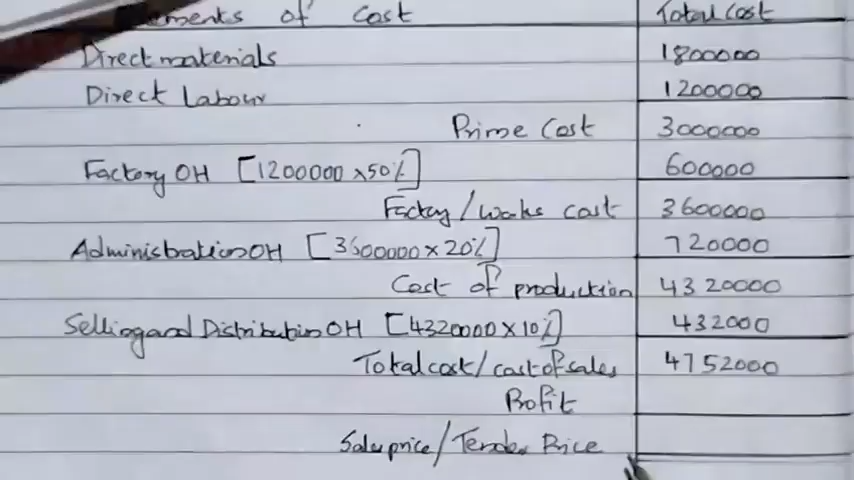 of Cost Total Cost
Direct materials 1800000
Direct Labour 1200000
Prime Cost 3000000
Factory OH [1200000 x 50%] 600000
Factory/works cost 3600000
Administration OH [3600000 x 20%] 720000
Cost of production 4320000
Selling and Distribution OH [4320000 x 10%] 432000
Total cost/cost of sales 4752000
Profit
Sales price/Tender Price